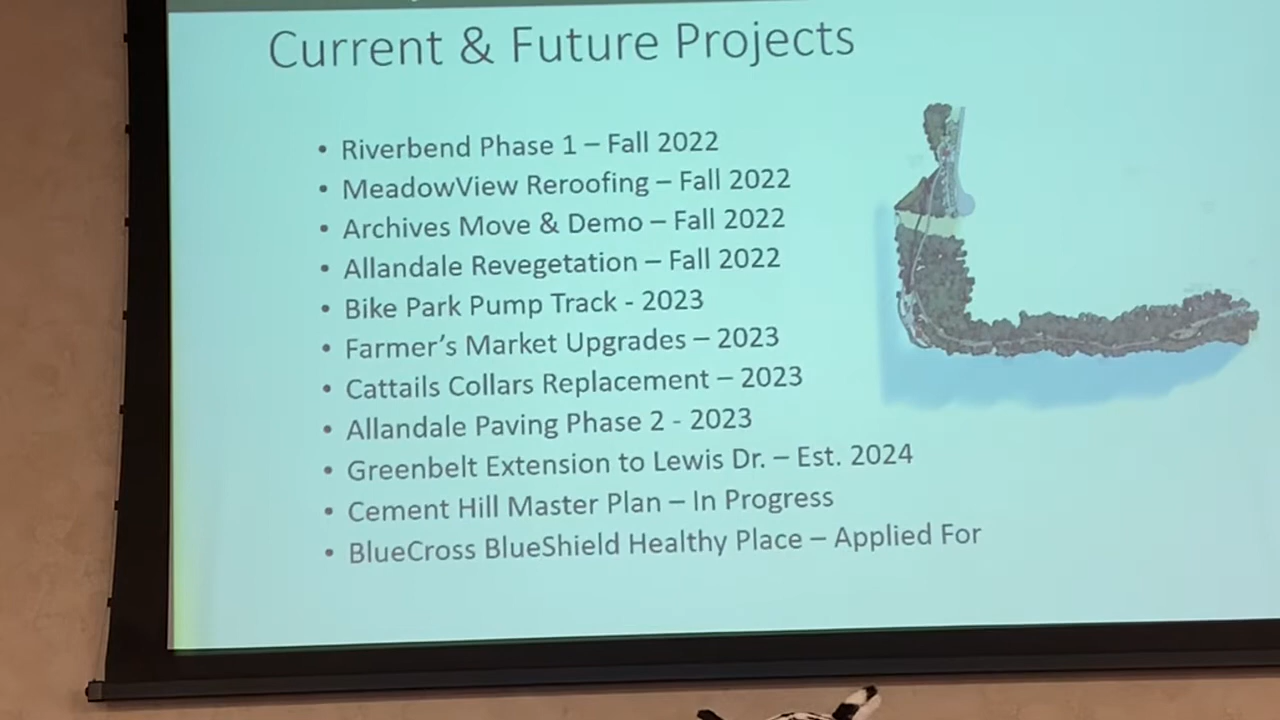 Current & Future Projects
• Riverbend Phase 1 – Fall 2022
• MeadowView Reroofing – Fall 2022
• Archives Move & Demo – Fall 2022
• Allandale Revegetation – Fall 2022
• Bike Park Pump Track - 2023
• Farmer's Market Upgrades – 2023
• Cattails Collars Replacement – 2023
• Allandale Paving Phase 2 - 2023
• Greenbelt Extension to Lewis Dr. – Est. 2024
• Cement Hill Master Plan – In Progress
• BlueCross BlueShield Healthy Place – Applied For